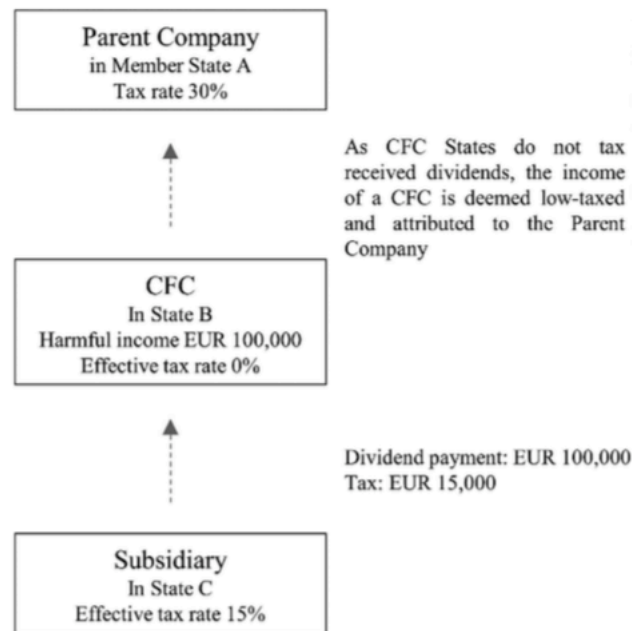 Parent Company
in Member State A
Tax rate 30%
As CFC States do not tax
received dividends, the income
of a CFC is deemed low-taxed
and attributed to the Parent
Company
CFC
In State B
Harmful income EUR 100,000
Effective tax rate 0%
Dividend payment: EUR 100,000
Tax: EUR 15,000
Subsidiary
In State C
Effective tax rate 15%